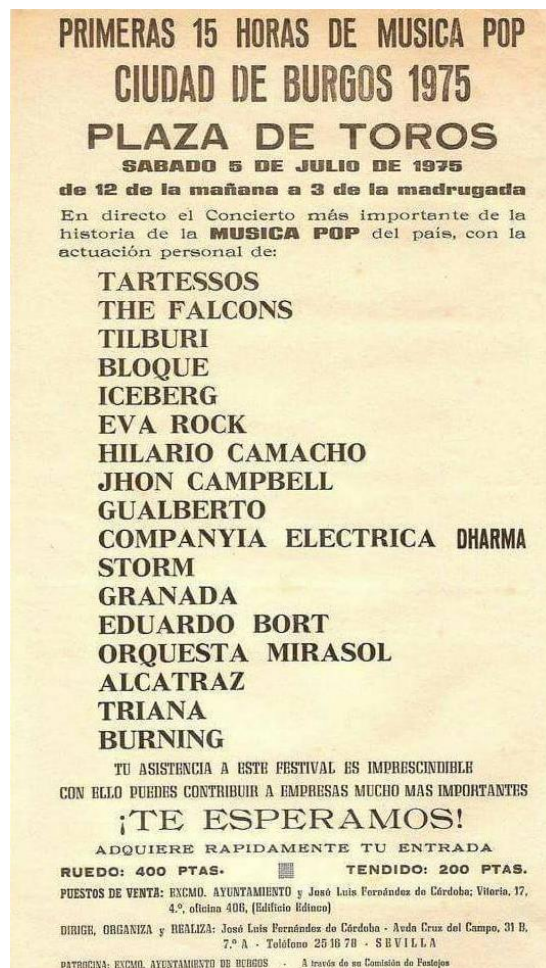 PRIMERAS 15 HORAS DE MUSICA POP
CIUDAD DE BURGOS 1975
PLAZA DE TOROS
SABADO 5 DE JULIO DE 1975
de 12 de la mañana a 3 de la madrugada
En directo el Concierto más importante de la
historia de la MUSICA POP del país, con la
actuación personal de:
TARTESSOS
THE FALCONS
TILBURI
BLOQUE
ICEBERG
EVA ROCK
HILARIO CAMACHO
JHON CAMPBELL
GUALBERTO
COMPANYIA ELECTRICA DHARMA
STORM
GRANADA
EDUARDO BORT
ORQUESTA MIRASOL
ALCATRAZ
TRIANA
BURNING
TU ASISTENCIA A ESTE FESTIVAL ES IMPRESCINDIBLE
CON ELLO PUEDES CONTRIBUIR A EMPRESAS MUCHO MAS IMPORTANTES
¡TE ESPERAMOS!
ADQUIERE RAPIDAMENTE TU ENTRADA
RUEDO: 400 PTAS. TENDIDO: 200 PTAS.
PUESTOS DE VENTA: EXCMO. AYUNTAMIENTO y José Luis Fernández de Córdoba; Vitoria, 17,
4.º, oficina 406, (Edificio Edinco)
DIRIGE, ORGANIZA y REALIZA: José Luis Fernández de Córdoba - Avda Cruz del Campo, 31 B,
7.º A - Teléfono 25 16 78 - SEVILLA
PATROCINA: EXCMO. AYUNTAMIENTO DE BURGOS - A través de su Comisión de Festejos